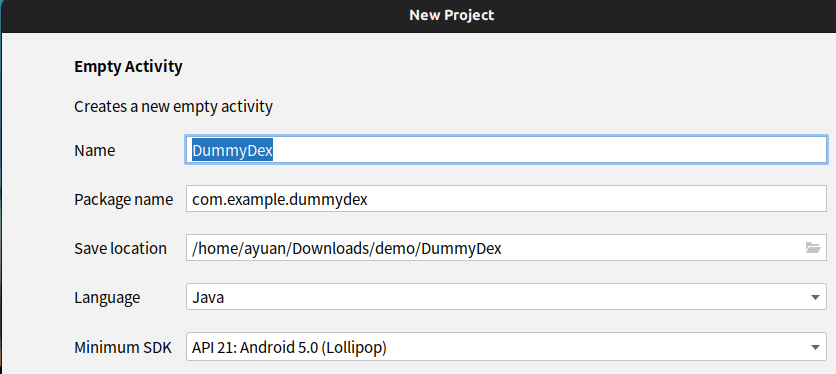 New Project
Empty Activity
Creates a new empty activity
Name DummyDex
Package name com.example.dummydex
Save location /home/ayuan/Downloads/demo/DummyDex
Language Java
Minimum SDK API 21: Android 5.0 (Lollipop)